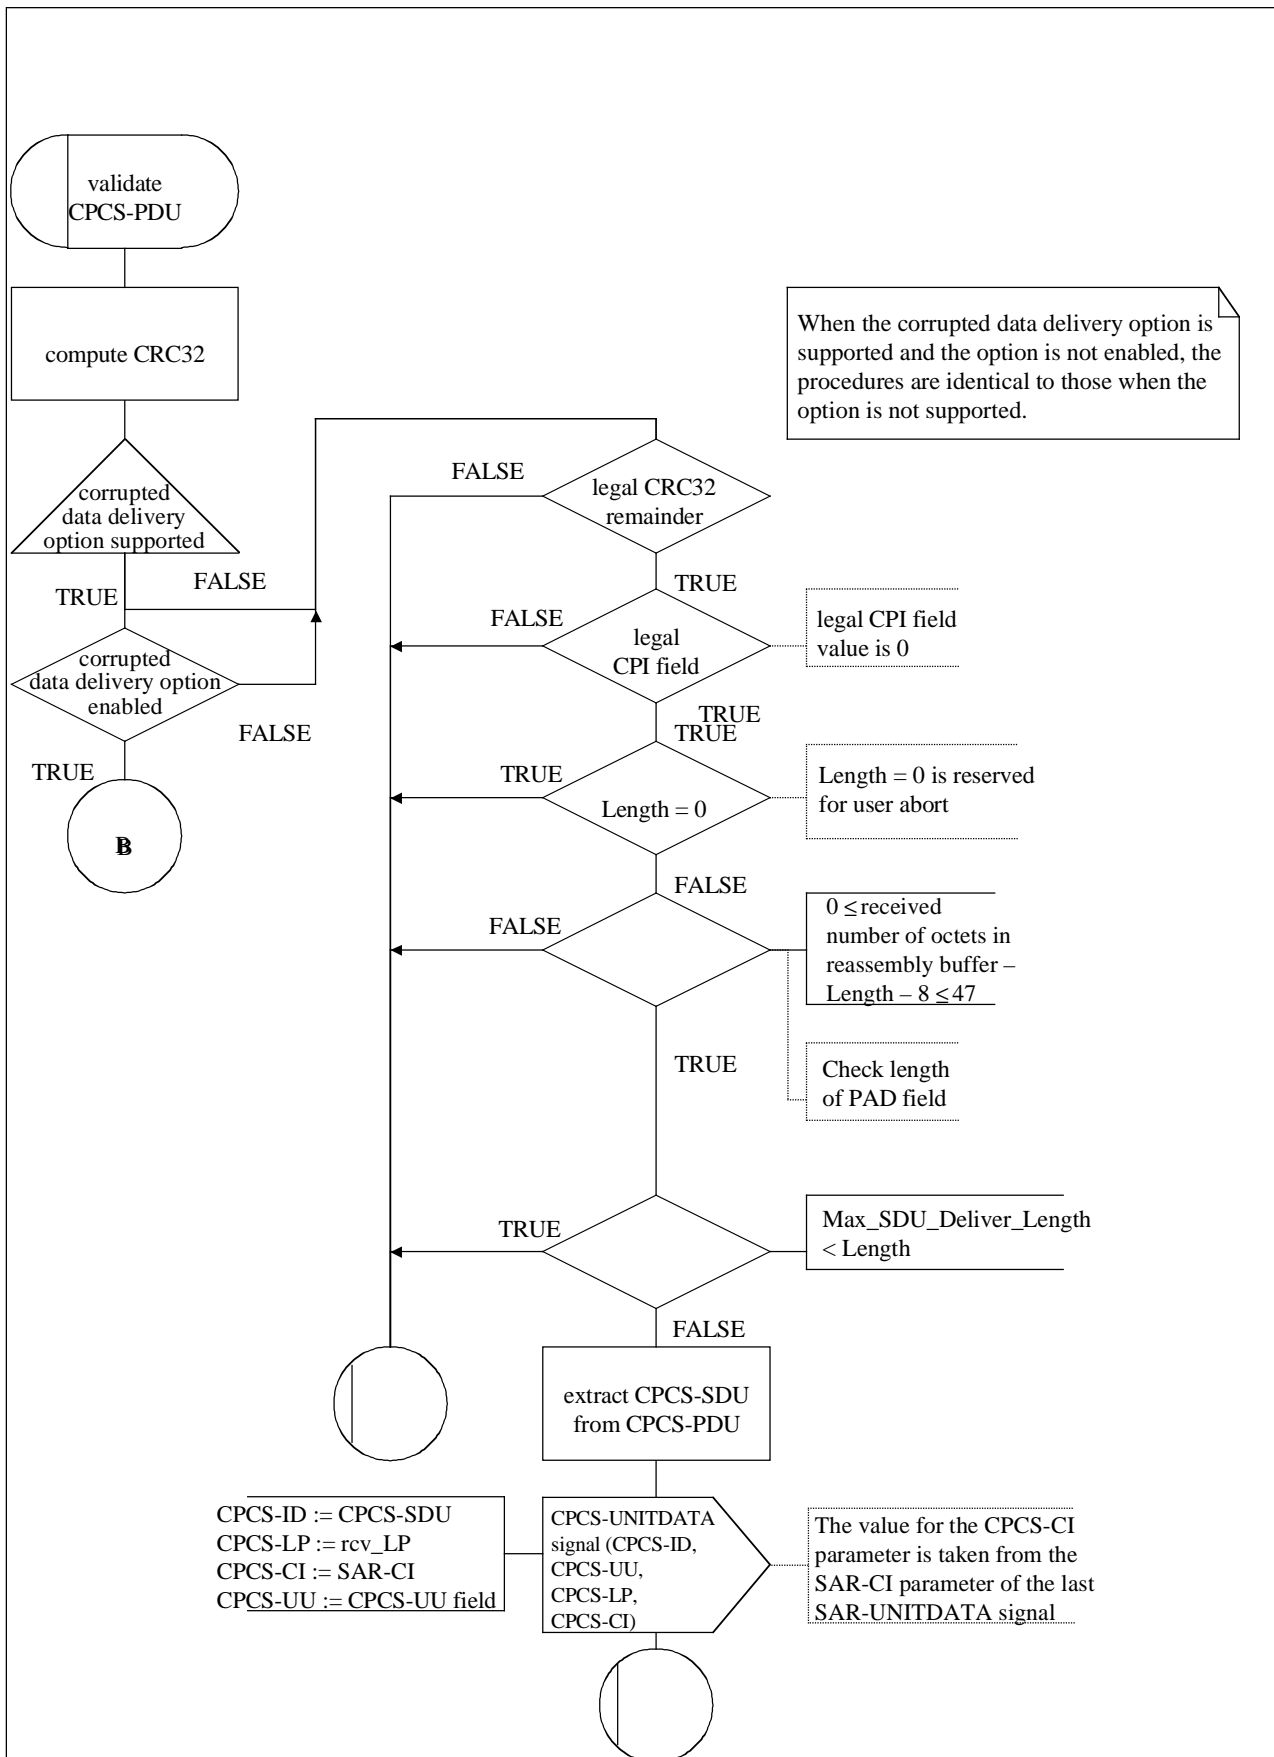 validate
CPCS-PDU
compute CRC32
When the corrupted data delivery option is
supported and the option is not enabled, the
procedures are identical to those when the
option is not supported.
corrupted
data delivery
option supported
FALSE
legal CRC32
remainder
TRUE
FALSE
TRUE
FALSE
legal
CPI field
legal CPI field
value is 0
corrupted
data delivery option
enabled
FALSE
TRUE
TRUE
TRUE
TRUE
Length = 0
Length = 0 is reserved
for user abort
B
B
FALSE
FALSE
0 ≤ received
number of octets in
reassembly buffer –
Length – 8 ≤ 47
TRUE
Check length
of PAD field
TRUE
Max_SDU_Deliver_Length
< Length
FALSE
extract CPCS-SDU
from CPCS-PDU
CPCS-ID := CPCS-SDU
CPCS-LP := rcv_LP
CPCS-CI := SAR-CI
CPCS-UU := CPCS-UU field
CPCS-UNITDATA
signal (CPCS-ID,
CPCS-UU,
CPCS-LP,
CPCS-CI)
The value for the CPCS-CI
parameter is taken from the
SAR-CI parameter of the last
SAR-UNITDATA signal